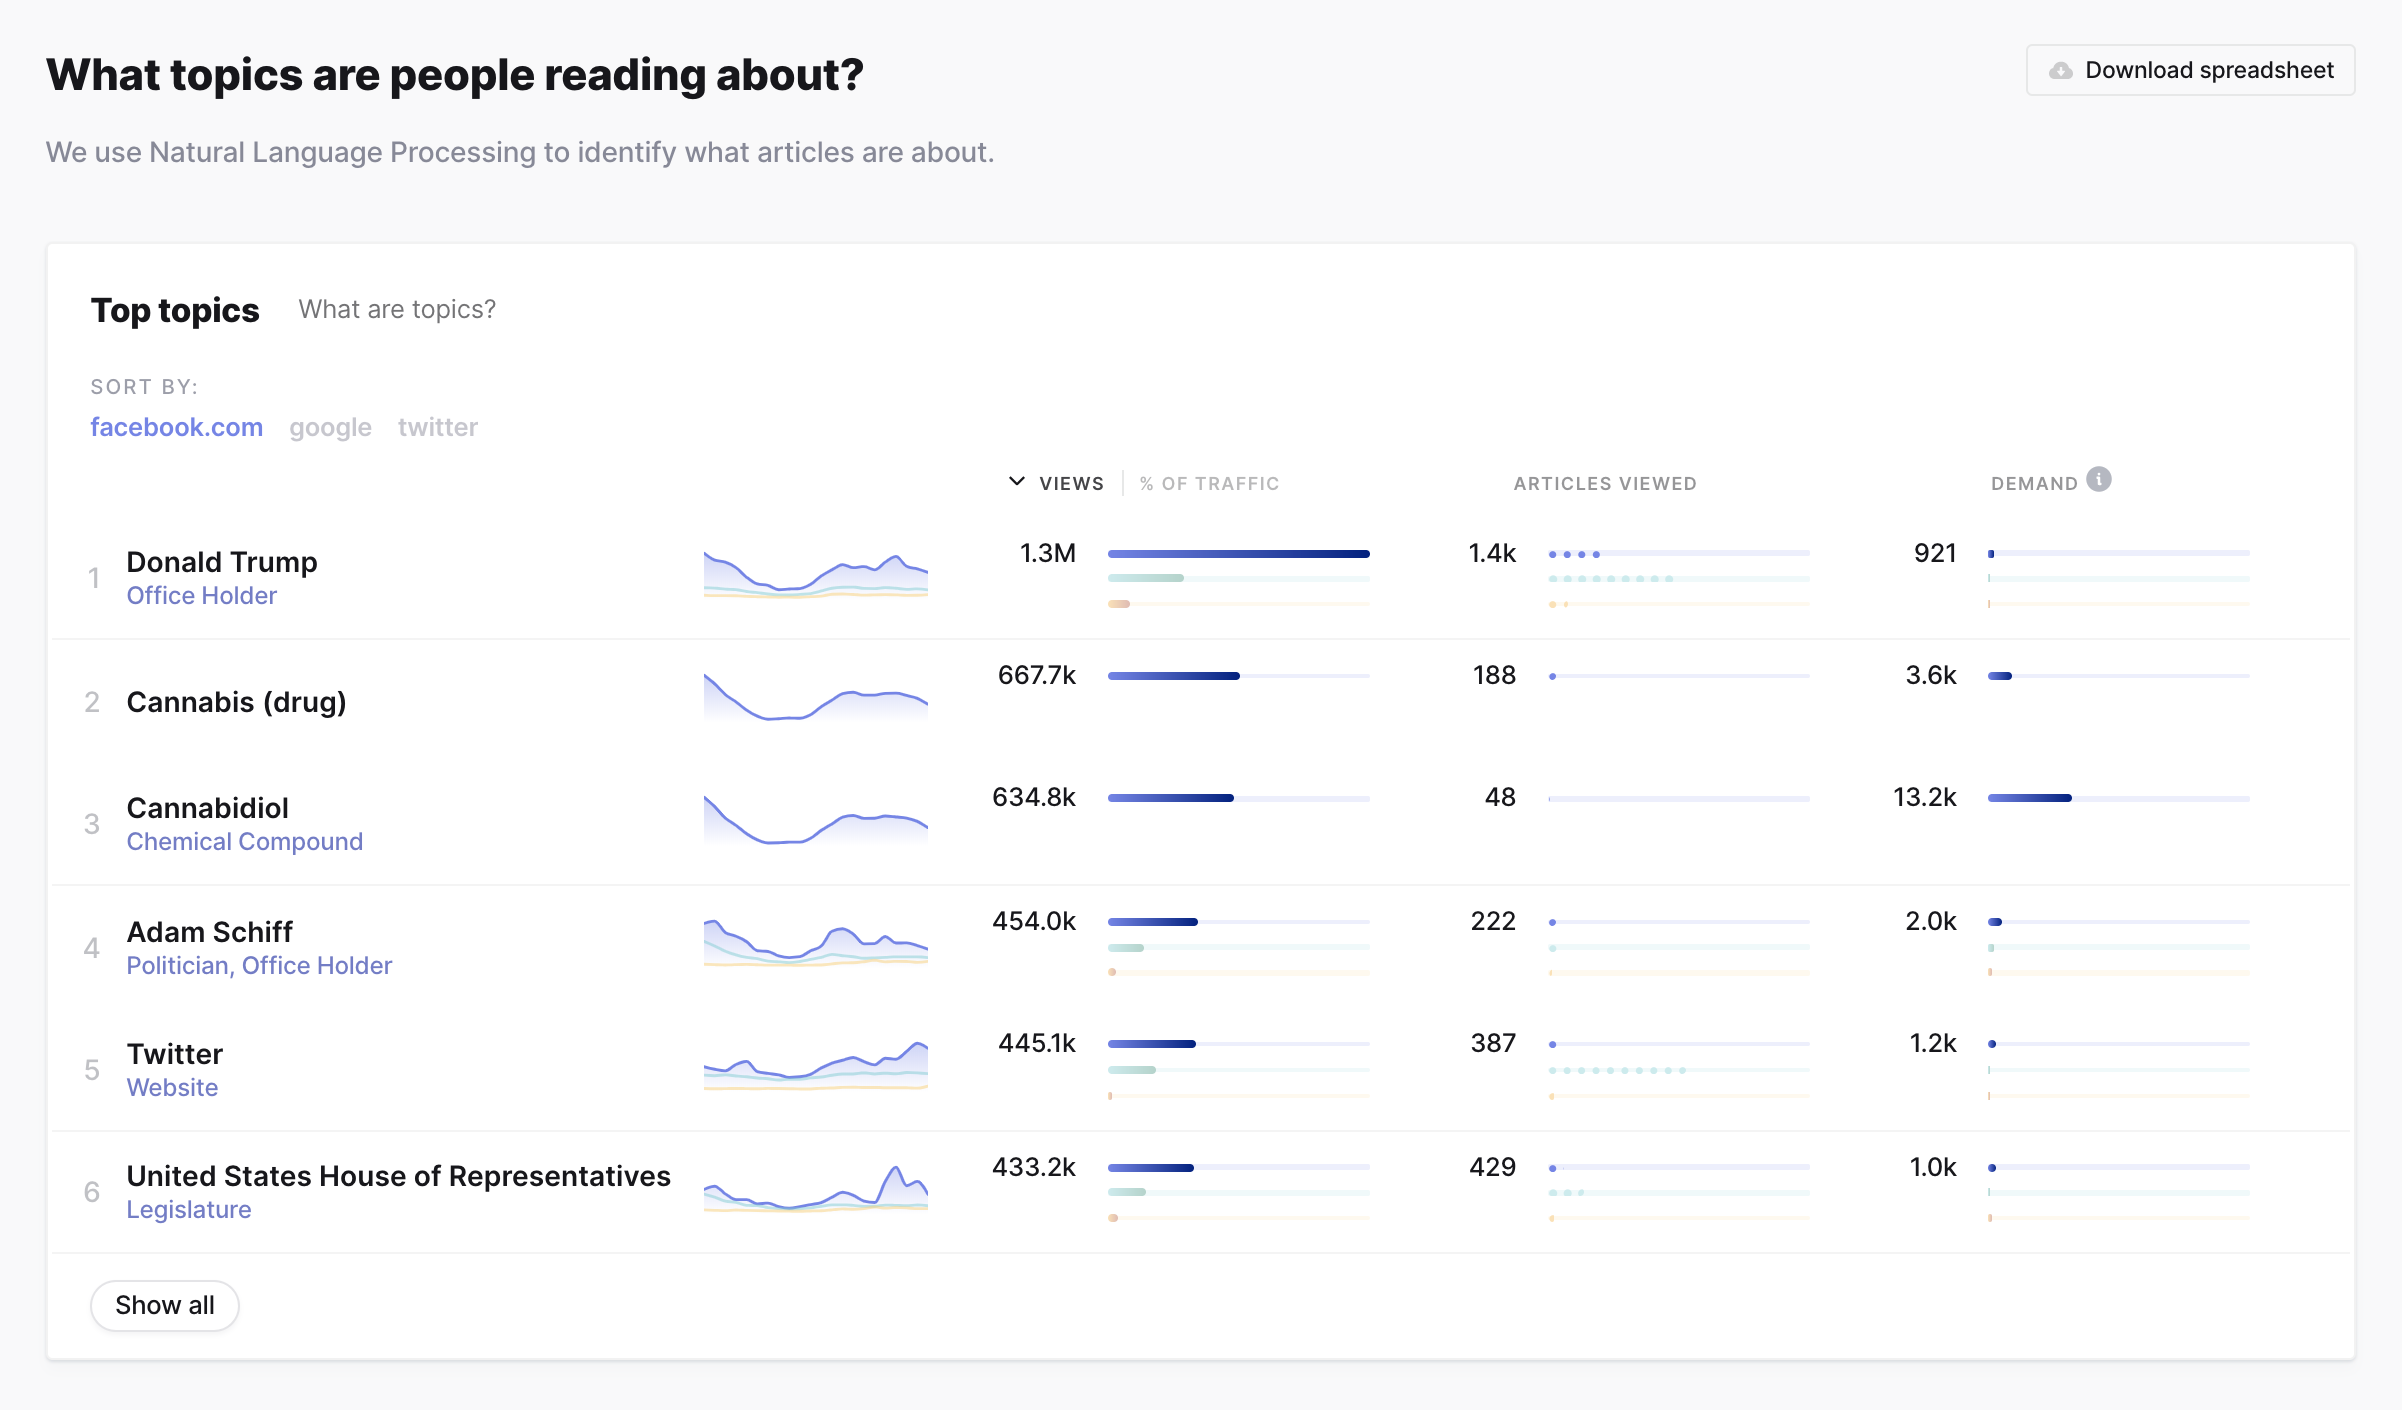 What topics are people reading about?
Download spreadsheet
We use Natural Language Processing to identify what articles are about.
Top topics What are topics?
SORT BY:
facebook.com google twitter
VIEWS % OF TRAFFIC ARTICLES VIEWED DEMAND i
1 Donald Trump 1.3M 1.4k 921
Office Holder
2 Cannabis (drug) 667.7k 188 3.6k
3 Cannabidiol 634.8k 48 13.2k
Chemical Compound
4 Adam Schiff 454.0k 222 2.0k
Politician, Office Holder
5 Twitter 445.1k 387 1.2k
Website
6 United States House of Representatives 433.2k 429 1.0k
Legislature
Show all